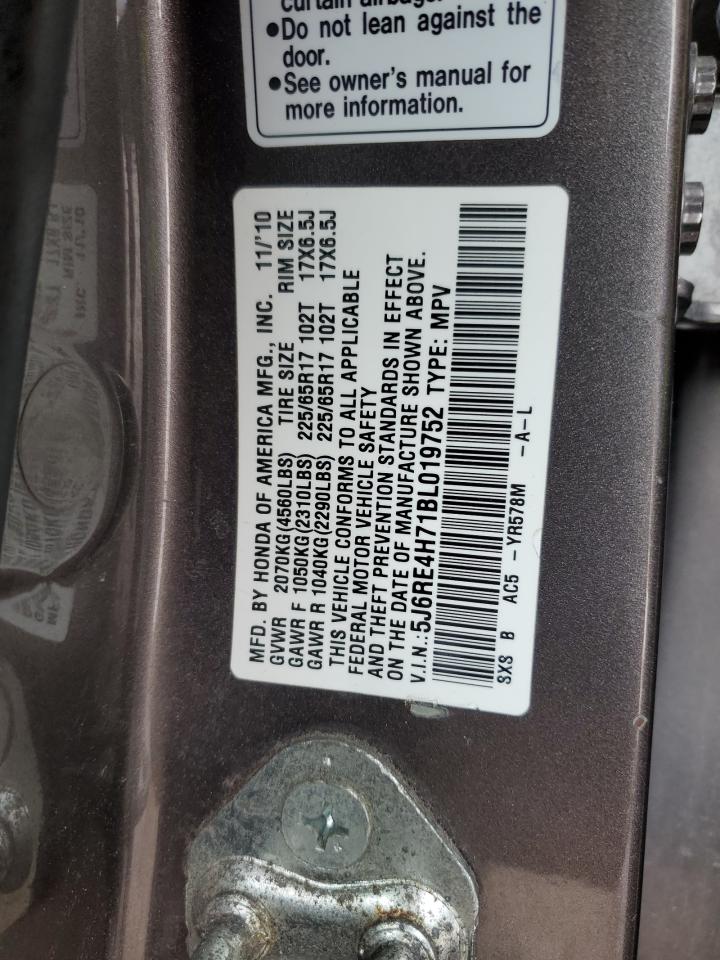 curtain airbags.
●Do not lean against the
door.
●See owner's manual for
more information.
MFD. BY HONDA OF AMERICA MFG., INC. 11/'10
GVWR 2070KG(4560LBS) TIRE SIZE RIM SIZE
GAWR F 1050KG(2310LBS) 225/65R17 102T 17X6.5J
GAWR R 1040KG(2290LBS) 225/65R17 102T 17X6.5J
THIS VEHICLE CONFORMS TO ALL APPLICABLE
FEDERAL MOTOR VEHICLE SAFETY
AND THEFT PREVENTION STANDARDS IN EFFECT
ON THE DATE OF MANUFACTURE SHOWN ABOVE.
V.I.N.:5J6RE4H71BL019752 TYPE: MPV
SXS B AC5 -YR578M -A-L